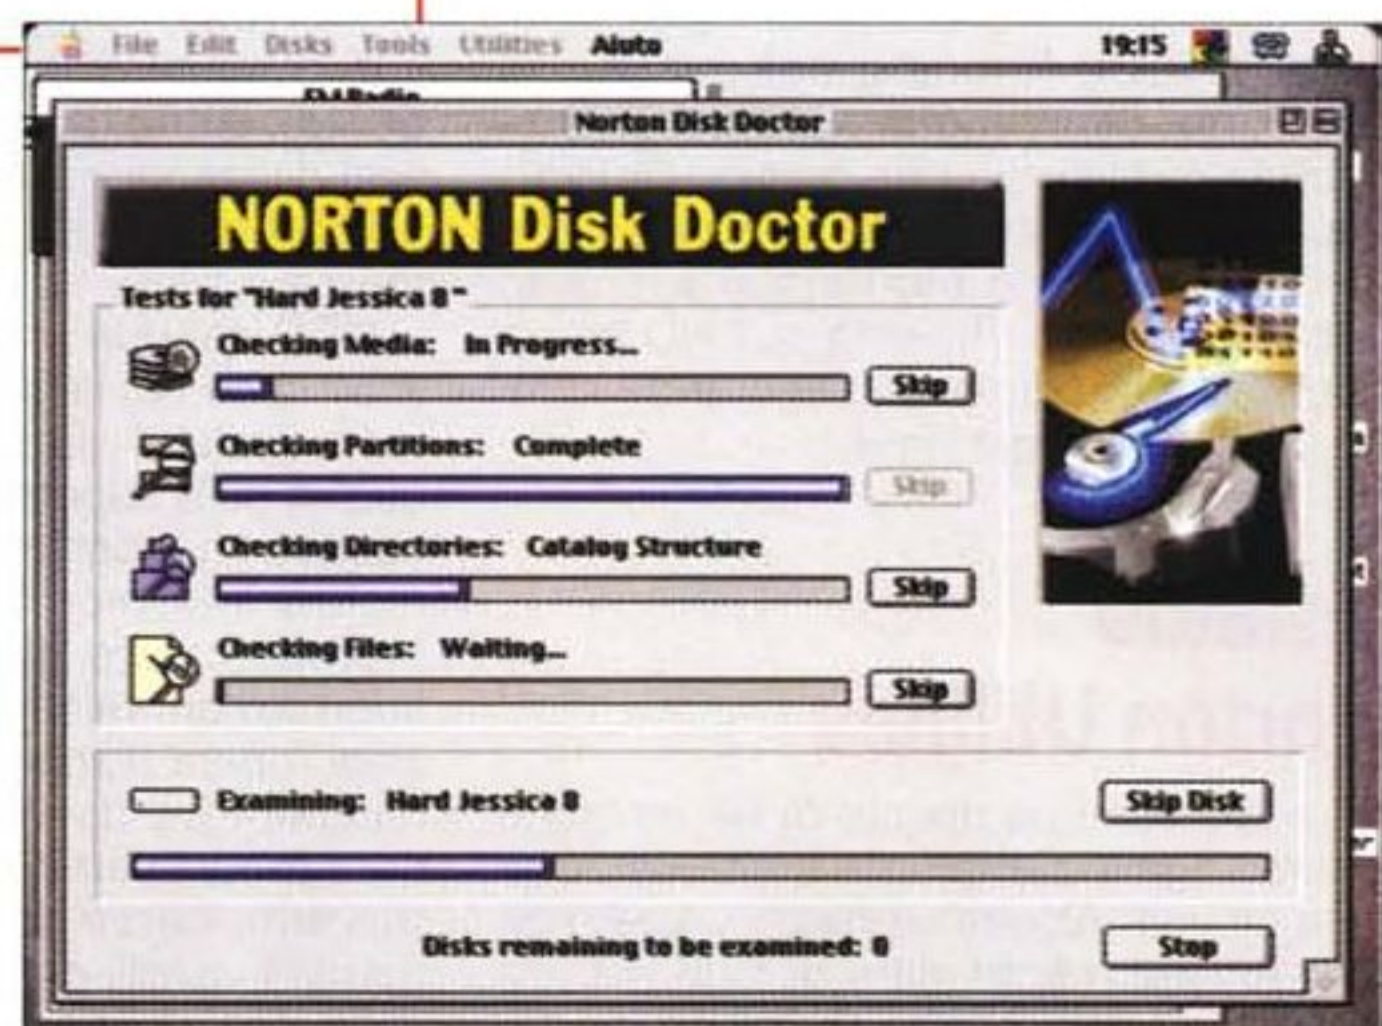 File Edit Disks Tools Utilities Aiuto 19:15
FM Radio
Norton Disk Doctor
NORTON Disk Doctor
Tests for "Hard Jessica 8"
Checking Media: In Progress...
Skip
Checking Partitions: Complete
Skip
Checking Directories: Catalog Structure
Skip
Checking Files: Waiting...
Skip
Examining: Hard Jessica 8
Skip Disk
Disks remaining to be examined: 0
Stop